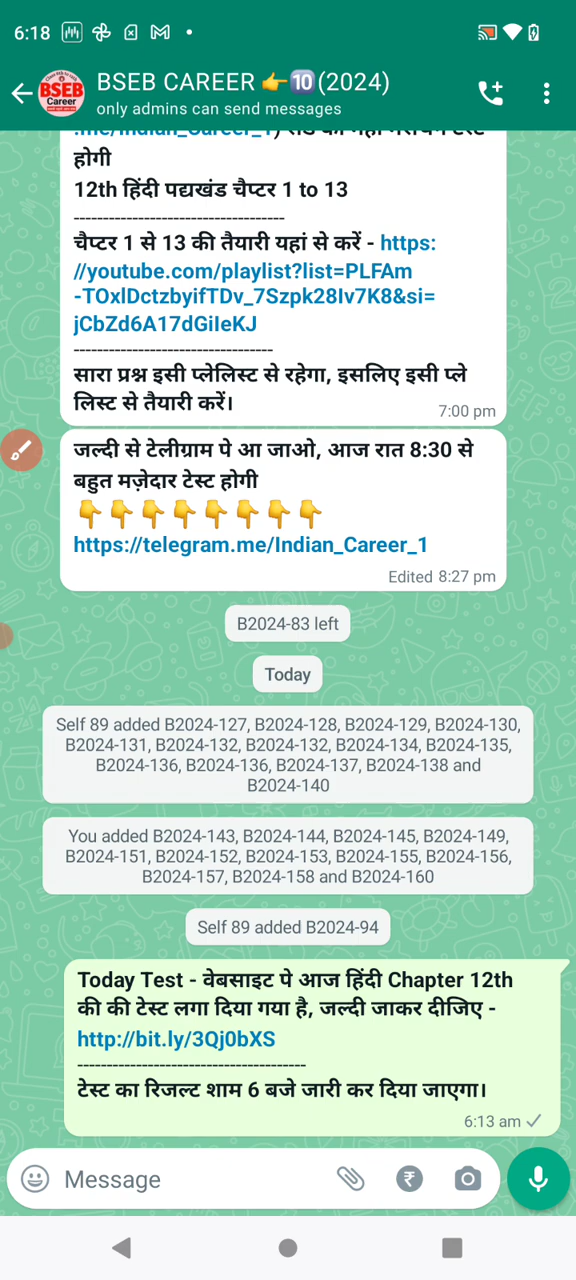 6:18
BSEB CAREER 👉🔟(2024)
only admins can send messages
BSEB
Career
होगी
12th हिंदी पद्यखंड चैप्टर 1 to 13
-----------------------------------
चैप्टर 1 से 13 की तैयारी यहां से करें - https:
//youtube.com/playlist?list=PLFAm
-TOxlDctzbyifTDv_7Szpk28Iv7K8&si=
jCbZd6A17dGiIeKJ
---------------------------------
सारा प्रश्न इसी प्लेलिस्ट से रहेगा, इसलिए इसी प्ले
लिस्ट से तैयारी करें।
7:00 pm
जल्दी से टेलीग्राम पे आ जाओ, आज रात 8:30 से
बहुत मज़ेदार टेस्ट होगी
👇👇👇👇👇👇👇👇
https://telegram.me/Indian_Career_1
Edited 8:27 pm
B2024-83 left
Today
Self 89 added B2024-127, B2024-128, B2024-129, B2024-130,
B2024-131, B2024-132, B2024-132, B2024-134, B2024-135,
B2024-136, B2024-136, B2024-137, B2024-138 and
B2024-140
You added B2024-143, B2024-144, B2024-145, B2024-149,
B2024-151, B2024-152, B2024-153, B2024-155, B2024-156,
B2024-157, B2024-158 and B2024-160
Self 89 added B2024-94
Today Test - वेबसाइट पे आज हिंदी Chapter 12th
की की टेस्ट लगा दिया गया है, जल्दी जाकर दीजिए -
http://bit.ly/3Qj0bXS
--------------------------------------
टेस्ट का रिजल्ट शाम 6 बजे जारी कर दिया जाएगा।
6:13 am
Message